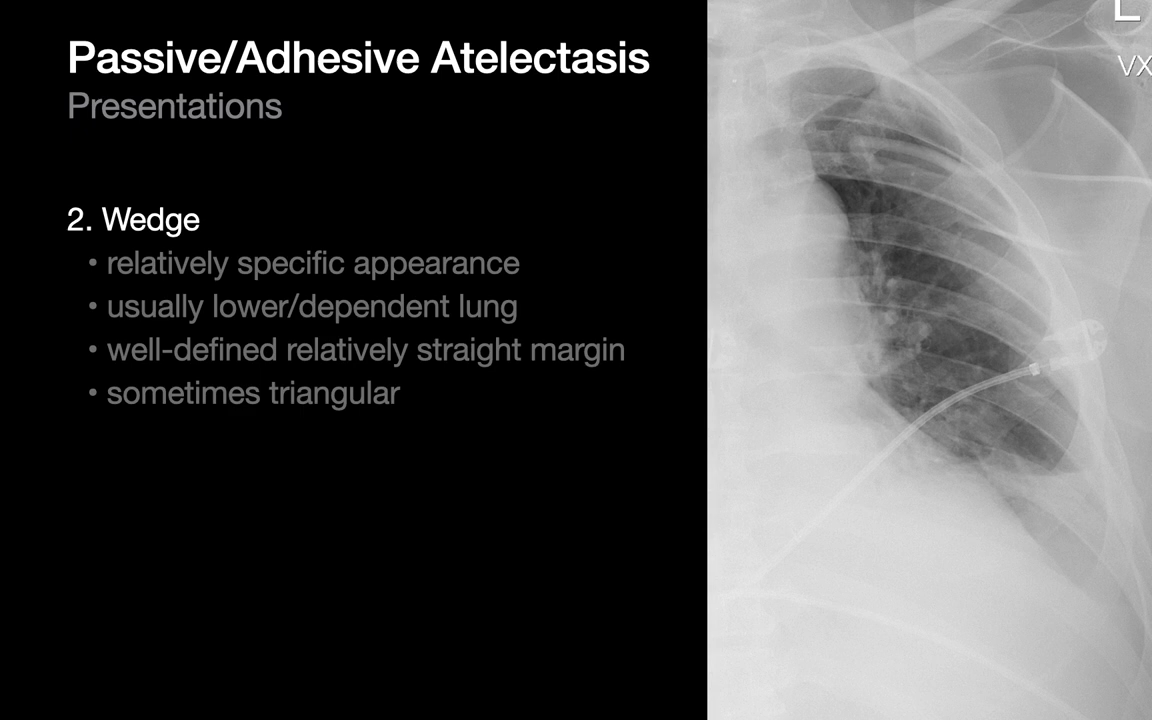 Passive/Adhesive Atelectasis
Presentations
2. Wedge
• relatively specific appearance
• usually lower/dependent lung
• well-defined relatively straight margin
• sometimes triangular
L
VX